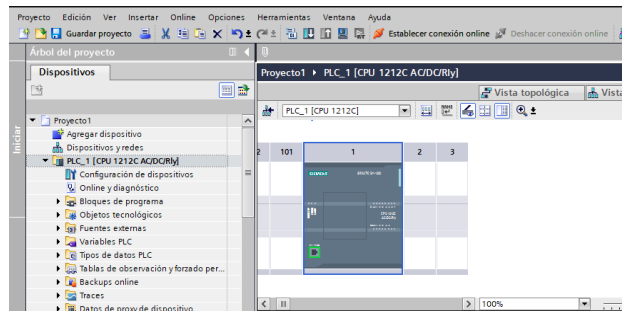 Proyecto Edición Ver Insertar Online Opciones Herramientas Ventana Ayuda
Guardar proyecto Establecer conexión online Deshacer conexión online
Árbol del proyecto
Dispositivos
Proyecto1 PLC_1 [CPU 1212C AC/DC/Rly]
Vista topológica Vista
PLC_1 [CPU 1212C]
Iniciar
Proyecto1
Agregar dispositivo
Dispositivos y redes
PLC_1 [CPU 1212C AC/DC/Rly]
Configuración de dispositivos
Online y diagnóstico
Bloques de programa
Objetos tecnológicos
Fuentes externas
Variables PLC
Tipos de datos PLC
Tablas de observación y forzado per...
Backups online
Traces
Datos de proxy de dispositivo
2 101 1 2 3
SIEMENS
100%